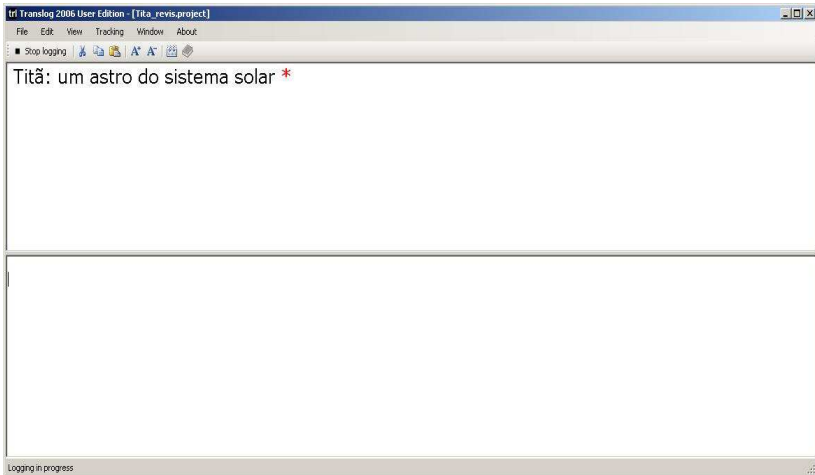 trl Translog 2006 User Edition - [Tita_revis.project]
File Edit View Tracking Window About
Stop logging A+ A-
Titã: um astro do sistema solar *
Logging in progress